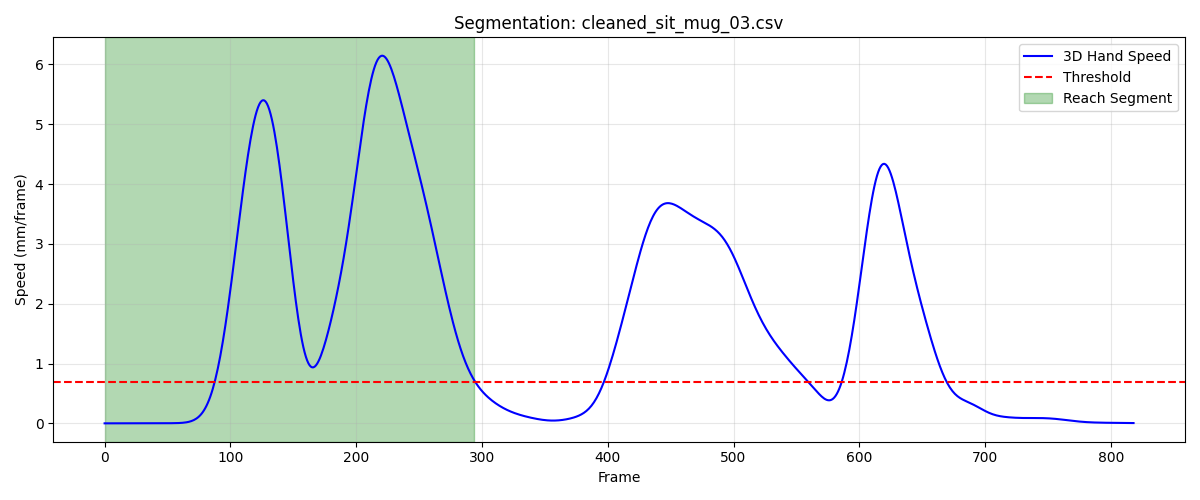 Segmentation: cleaned_sit_mug_03.csv
3D Hand Speed
Threshold
Reach Segment
Speed (mm/frame)
6
5
4
3
2
1
0
0 100 200 300 400 500 600 700 800
Frame